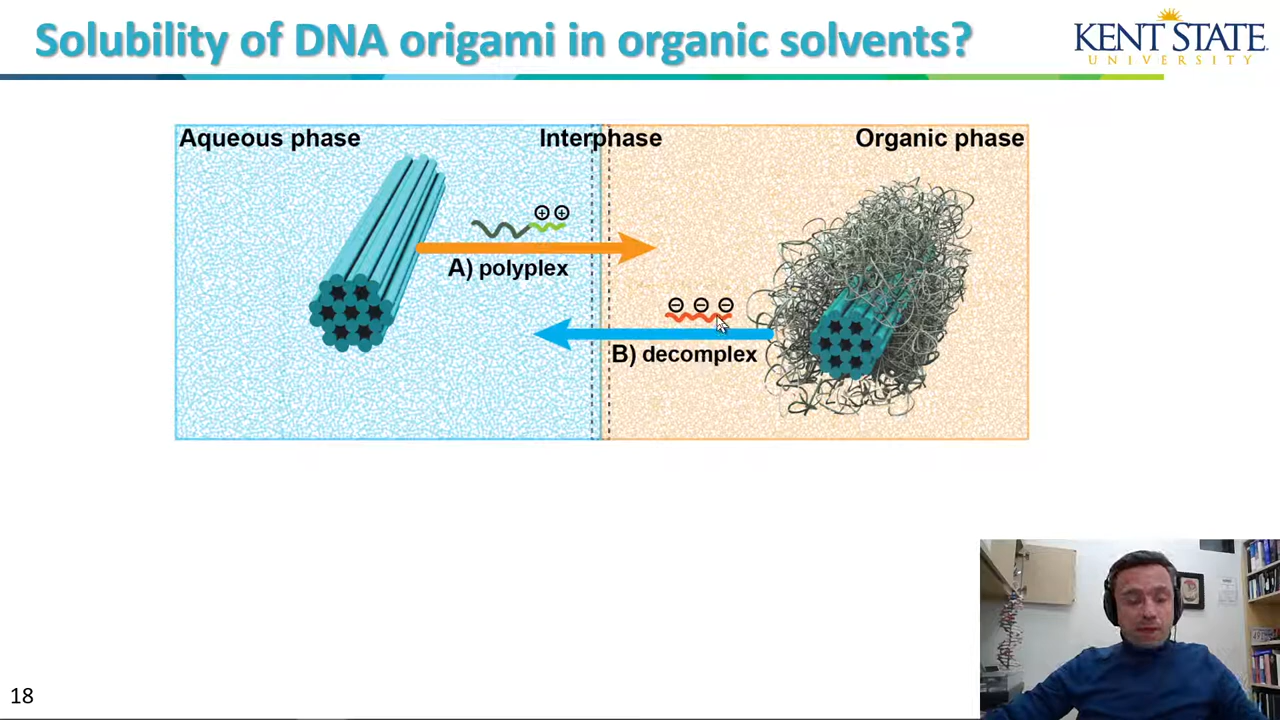 Solubility of DNA origami in organic solvents?
KENT STATE
UNIVERSITY
Aqueous phase
Interphase
Organic phase
A) polyplex
B) decomplex
18